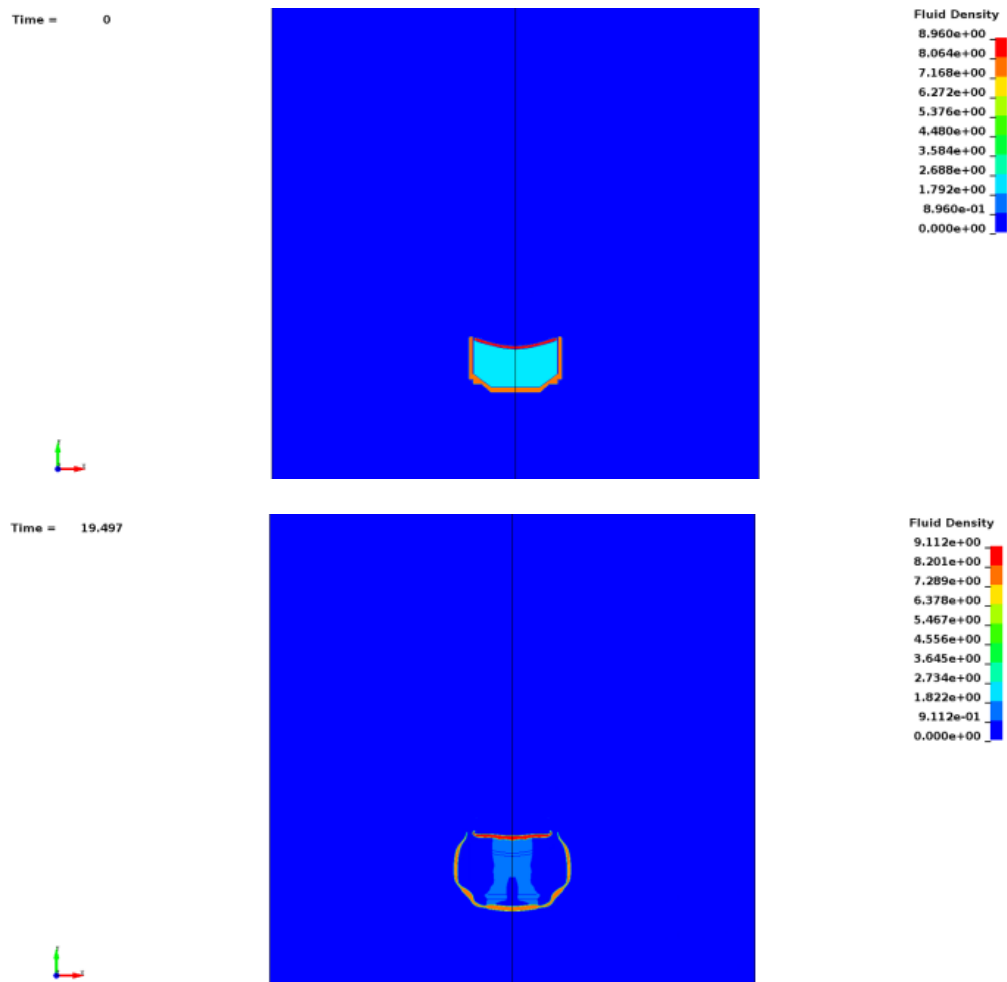 Time = 0
Fluid Density
8.960e+00
8.064e+00
7.168e+00
6.272e+00
5.376e+00
4.480e+00
3.584e+00
2.688e+00
1.792e+00
8.960e-01
0.000e+00
Time = 19.497
Fluid Density
9.112e+00
8.201e+00
7.289e+00
6.378e+00
5.467e+00
4.556e+00
3.645e+00
2.734e+00
1.822e+00
9.112e-01
0.000e+00